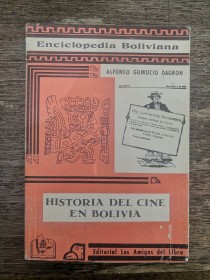 Enciclopedia Boliviana
ALFONSO GUMUCIO DAGRON
HISTORIA DEL CINE
EN BOLIVIA
Editorial Los Amigos del Libro